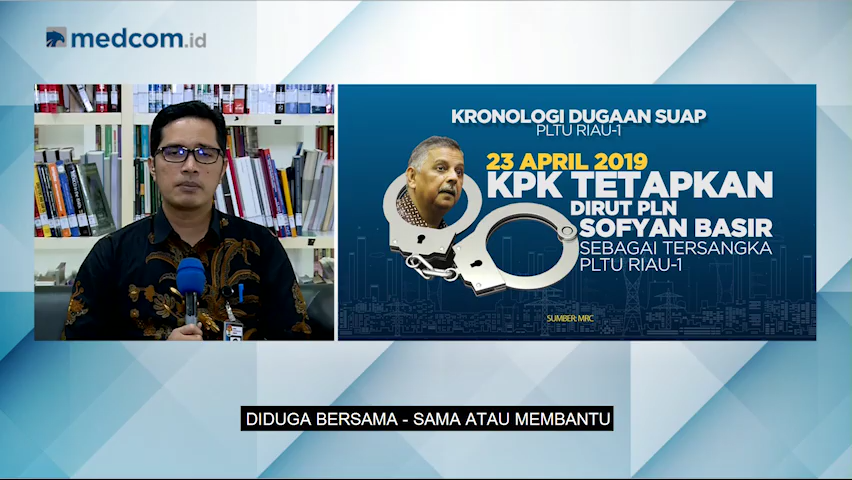 medcom.id
KRONOLOGI DUGAAN SUAP
PLTU RIAU-1
23 APRIL 2019
KPK TETAPKAN
DIRUT PLN
SOFYAN BASIR
SEBAGAI TERSANGKA
PLTU RIAU-1
SUMBER: MRC
DIDUGA BERSAMA - SAMA ATAU MEMBANTU